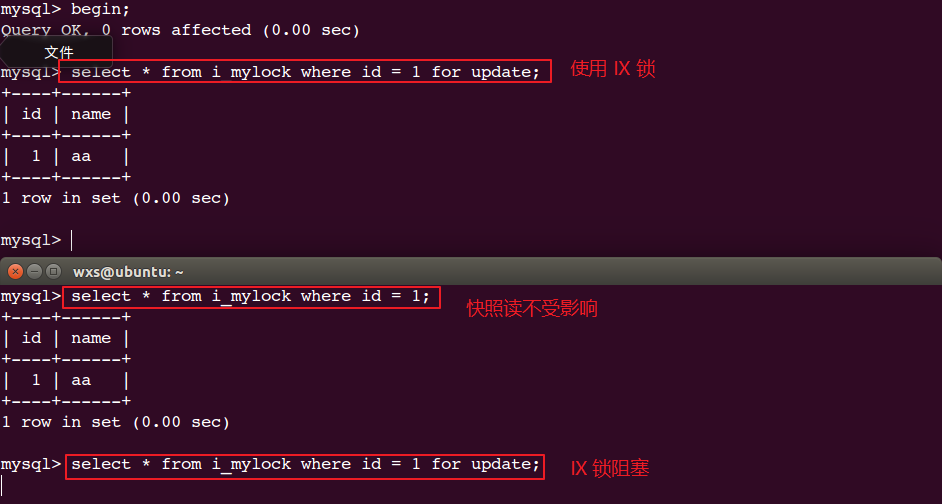 mysql> begin;
Query OK, 0 rows affected (0.00 sec)
文件
mysql> select * from i_mylock where id = 1 for update; 使用 IX 锁
+----+------+
| id | name |
+----+------+
| 1 | aa |
+----+------+
1 row in set (0.00 sec)
mysql>
wxs@ubuntu: ~
mysql> select * from i_mylock where id = 1; 快照读不受影响
+----+------+
| id | name |
+----+------+
| 1 | aa |
+----+------+
1 row in set (0.00 sec)
mysql> select * from i_mylock where id = 1 for update; IX 锁阻塞